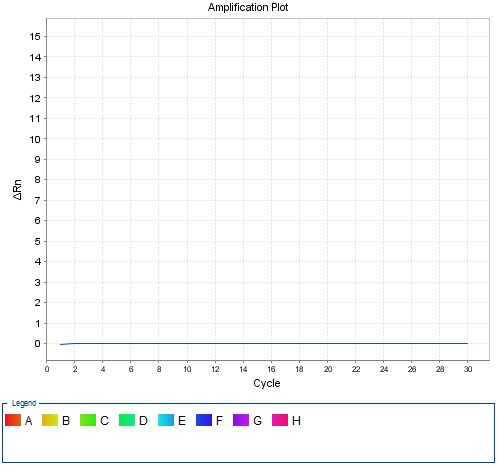 Amplification Plot
15
14
13
12
11
10
9
8
7
6
5
4
3
2
1
0
ΔRn
0 2 4 6 8 10 12 14 16 18 20 22 24 26 28 30
Cycle
Legend
A B C D E F G H